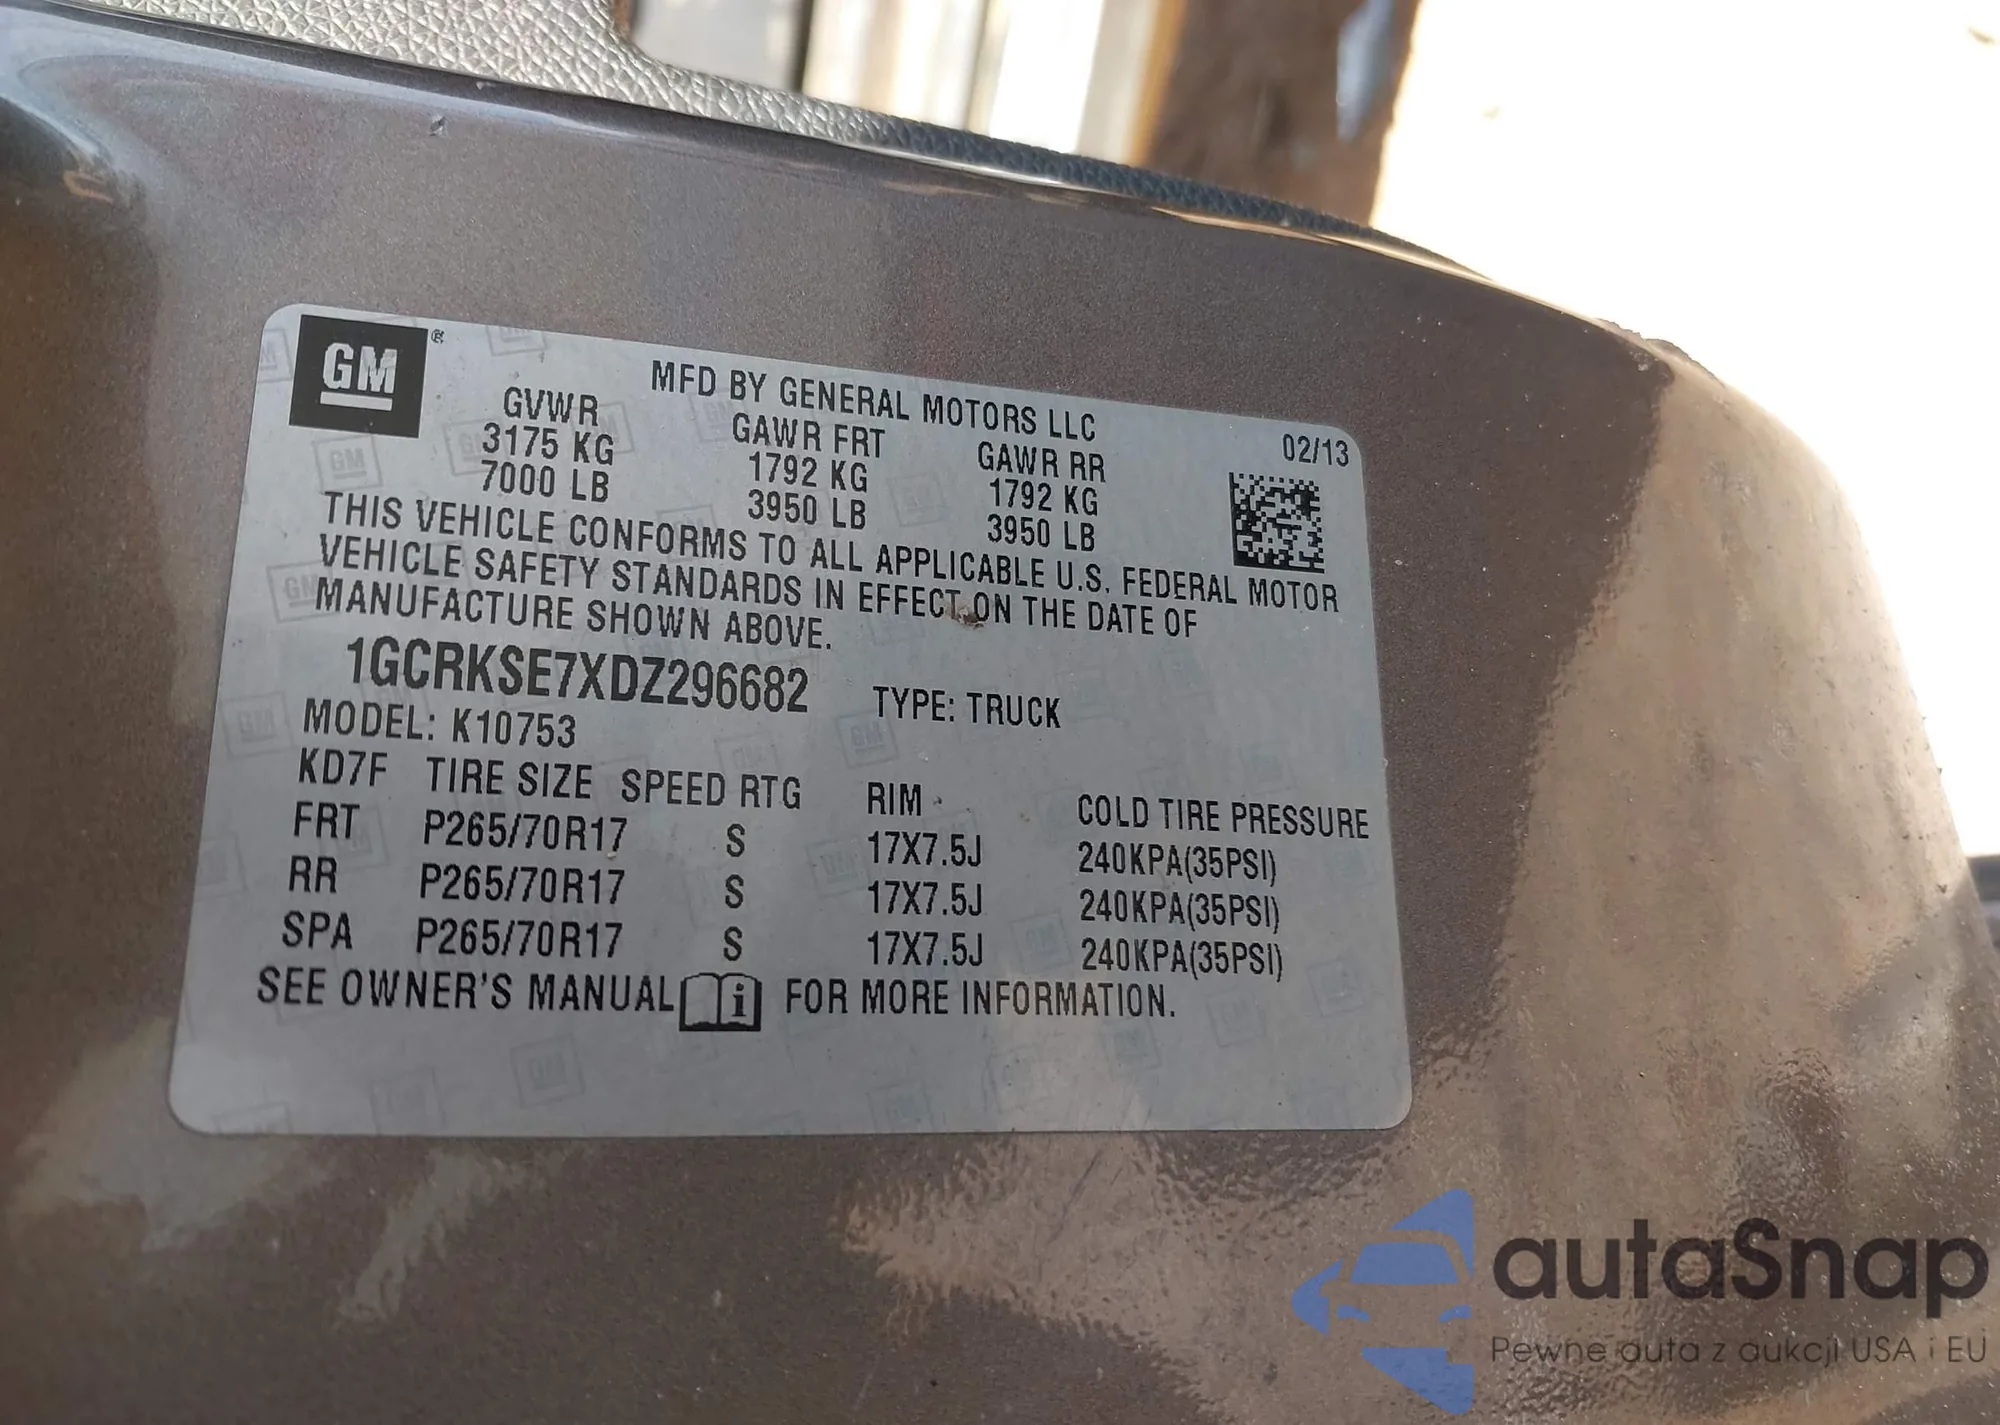 GM
MFD BY GENERAL MOTORS LLC
02/13
GVWR GAWR FRT GAWR RR
3175 KG 1792 KG 1792 KG
7000 LB 3950 LB 3950 LB
THIS VEHICLE CONFORMS TO ALL APPLICABLE U.S. FEDERAL MOTOR
VEHICLE SAFETY STANDARDS IN EFFECT ON THE DATE OF
MANUFACTURE SHOWN ABOVE.
1GCRKSE7XDZ296682 TYPE: TRUCK
MODEL: K10753
KD7F TIRE SIZE SPEED RTG RIM COLD TIRE PRESSURE
FRT P265/70R17 S 17X7.5J 240KPA(35PSI)
RR P265/70R17 S 17X7.5J 240KPA(35PSI)
SPA P265/70R17 S 17X7.5J 240KPA(35PSI)
SEE OWNER'S MANUAL i FOR MORE INFORMATION.
autaSnap
Pewne auta z aukcji USA i EU